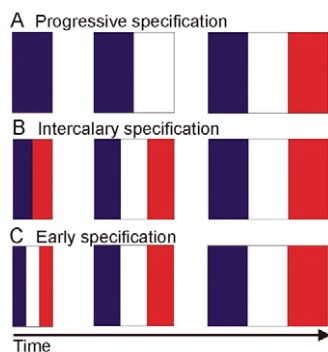 A Progressive specification
B Intercalary specification
C Early specification
Time